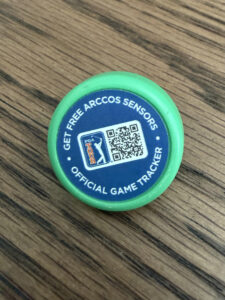 • GET FREE ARCCOS SENSORS •
OFFICIAL GAME TRACKER
PGA
TOUR